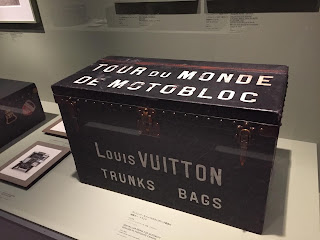 TOUR DU MONDE
DE MOTOBLOC
LOUIS VUITTON
TRUNKS BAGS